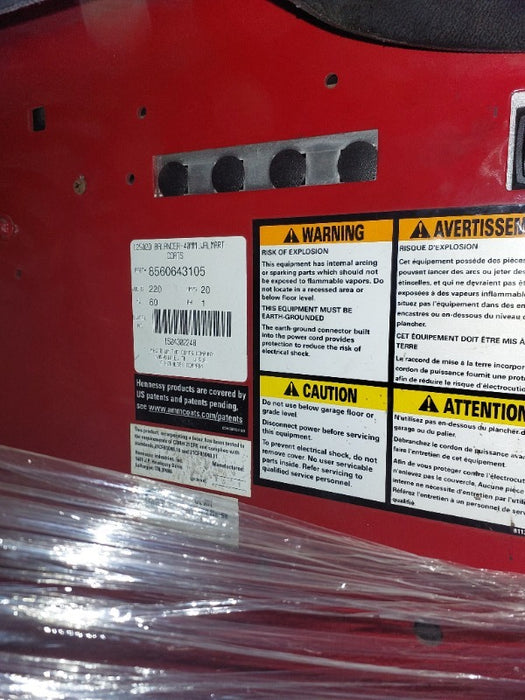 BALANCER-40MM,WALMART
COATS
8560643105
220 20
60 1
1504302248
Hennessy products are covered by
US patents and patents pending,
see www.ammcoats.com/patents
Manufactured
WARNING
RISK OF EXPLOSION
This equipment has internal arcing
or sparking parts which should not
be exposed to flammable vapors. Do
not locate in a recessed area or
below floor level.
THIS EQUIPMENT MUST BE
EARTH-GROUNDED
The earth-ground connector built
into the power cord provides
protection to reduce the risk of
electrical shock.
CAUTION
Do not use below garage floor or
grade level.
Disconnect power before servicing
this equipment.
To prevent electrical shock, do not
remove cover. No user serviceable
parts inside. Refer servicing to
qualified service personnel.
AVERTISSEM
RISQUE D'EXPLOSION
Cet équipement possède des pièces
pouvant lancer des arcs ou jeter des
étincelles, et qui ne devraient pas êt
exposées à des vapeurs inflammable
situez pas l'équipement dans des en
encastrés ou en-dessous du niveau d
plancher.
CET ÉQUIPEMENT DOIT ÊTRE MIS À
TERRE
Le raccord de mise à la terre incorpor
cordon de puissance fournit une prot
afin de réduire le risque d'électrocution
ATTENTION
N'utilisez pas en-dessous du plancher d
garage ou du palier.
Débranchez le cordon de puissance ava
faire l'entretien de cet équipement.
Afin de vous protéger contre l'électrocut
n'enlevez pas le couvercle. Aucune pièce
interne ne nécessite d'entretien par l'utili
Référez l'entretien à un personnel de serv
qualifié